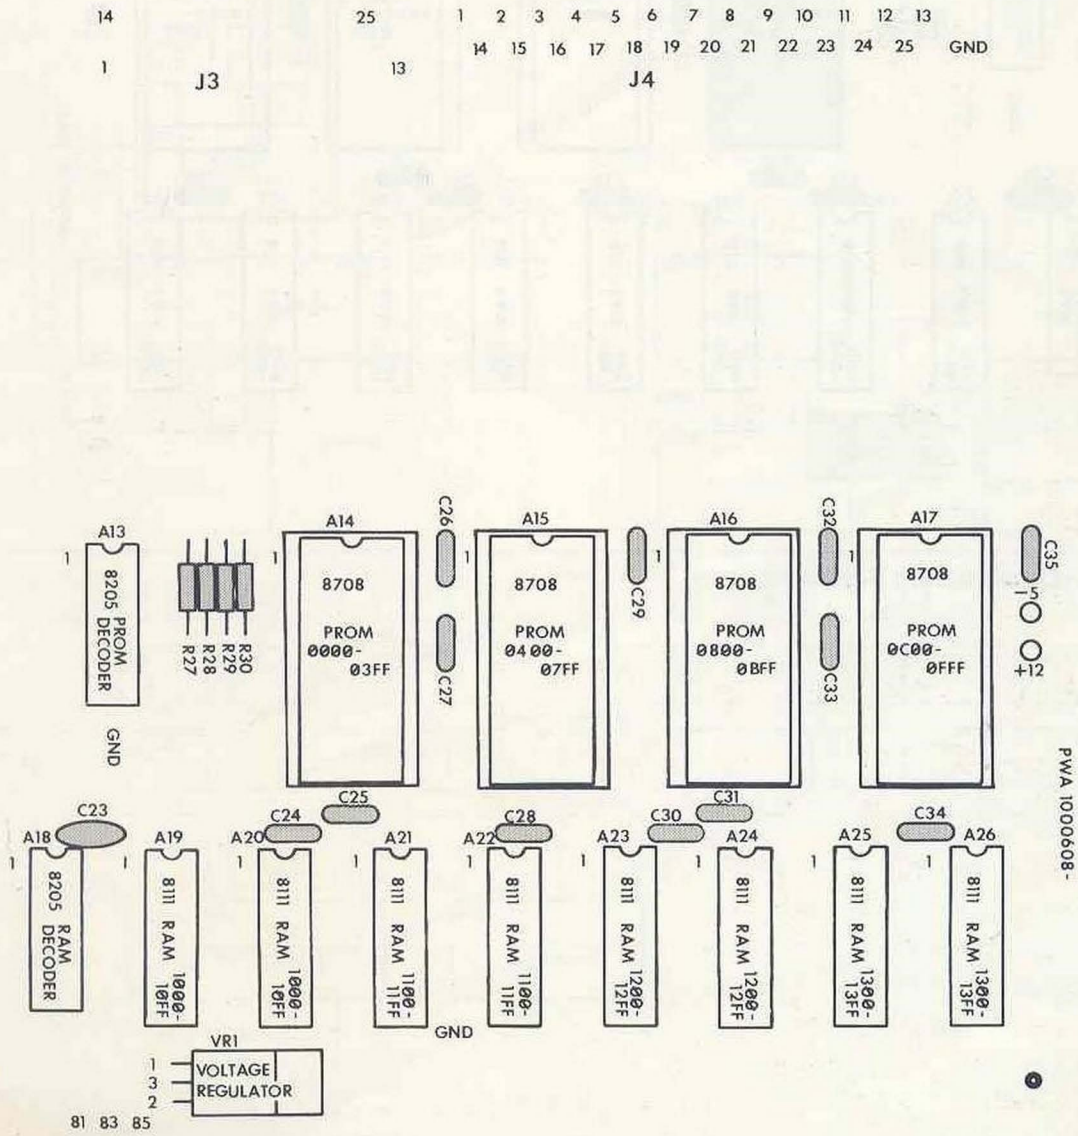 14 25 1 2 3 4 5 6 7 8 9 10 11 12 13
14 15 16 17 18 19 20 21 22 23 24 25 GND
1 J3 13 J4
A13
1
8205 PROM
DECODER
GND
R27
R28
R29
R30
A14
1
8708
PROM
0000-
03FF
C26
C27
A15
1
8708
PROM
0400-
07FF
C29
A16
1
8708
PROM
0800-
0BFF
C32
C33
A17
1
8708
PROM
0C00-
0FFF
C35
-5
+12
PWA 1000608-
C23
C24
C25
C28
C30
C31
C34
A18
1
8205 RAM
DECODER
A19
1
8111 RAM 1000-
10FF
A20
1
8111 RAM 1000-
10FF
A21
1
8111 RAM 1100-
11FF
A22
1
8111 RAM 1100-
11FF
A23
1
8111 RAM 1200-
12FF
A24
1
8111 RAM 1200-
12FF
A25
1
8111 RAM 1300-
13FF
A26
1
8111 RAM 1300-
13FF
GND
VR1
1
3
2
VOLTAGE
REGULATOR
81 83 85